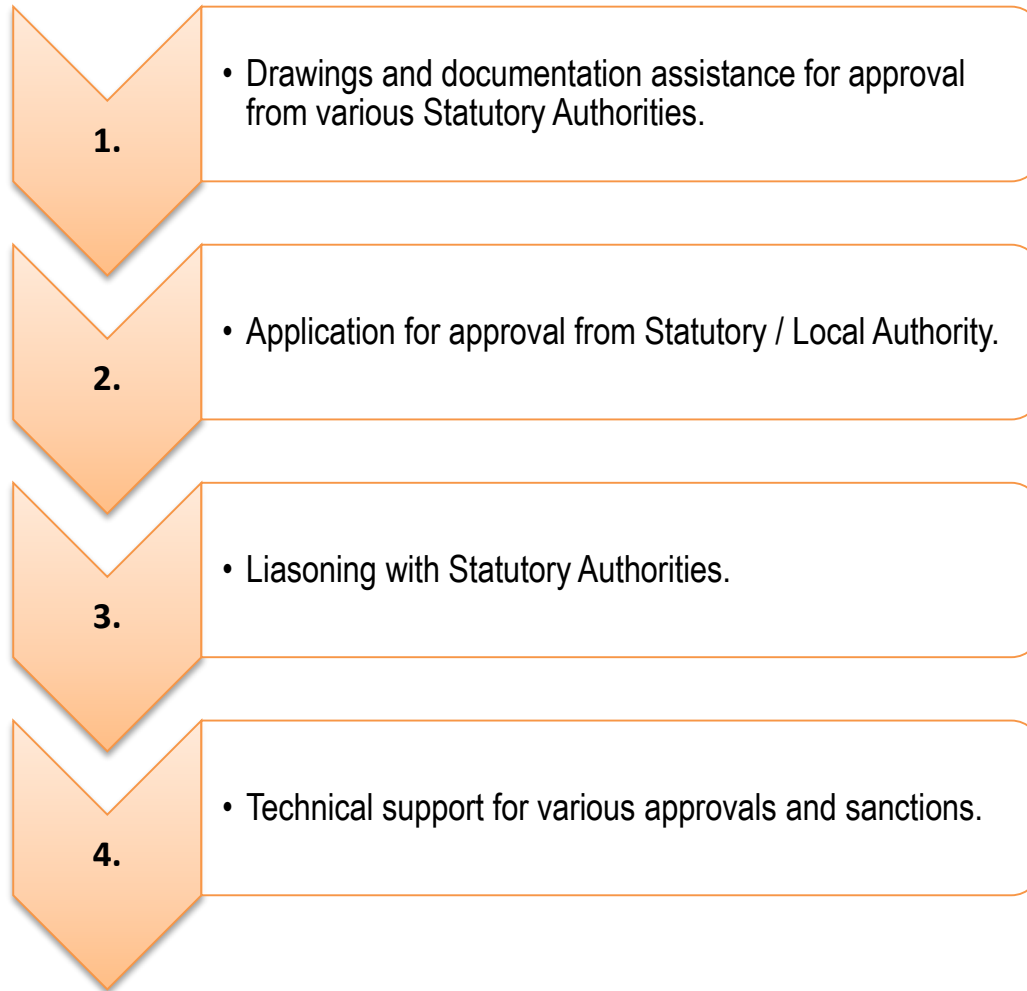 1.
• Drawings and documentation assistance for approval
from various Statutory Authorities.
2.
• Application for approval from Statutory / Local Authority.
3.
• Liasoning with Statutory Authorities.
4.
• Technical support for various approvals and sanctions.